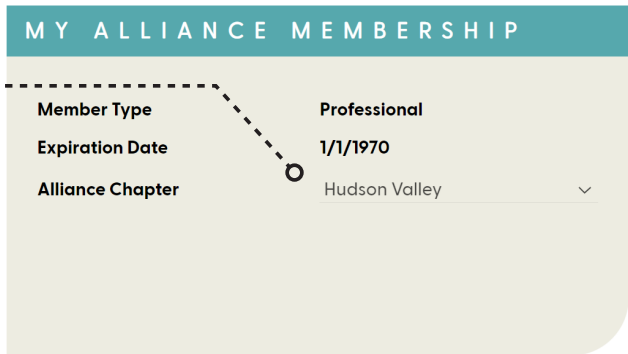 MY ALLIANCE MEMBERSHIP
Member Type Professional
Expiration Date 1/1/1970
Alliance Chapter Hudson Valley